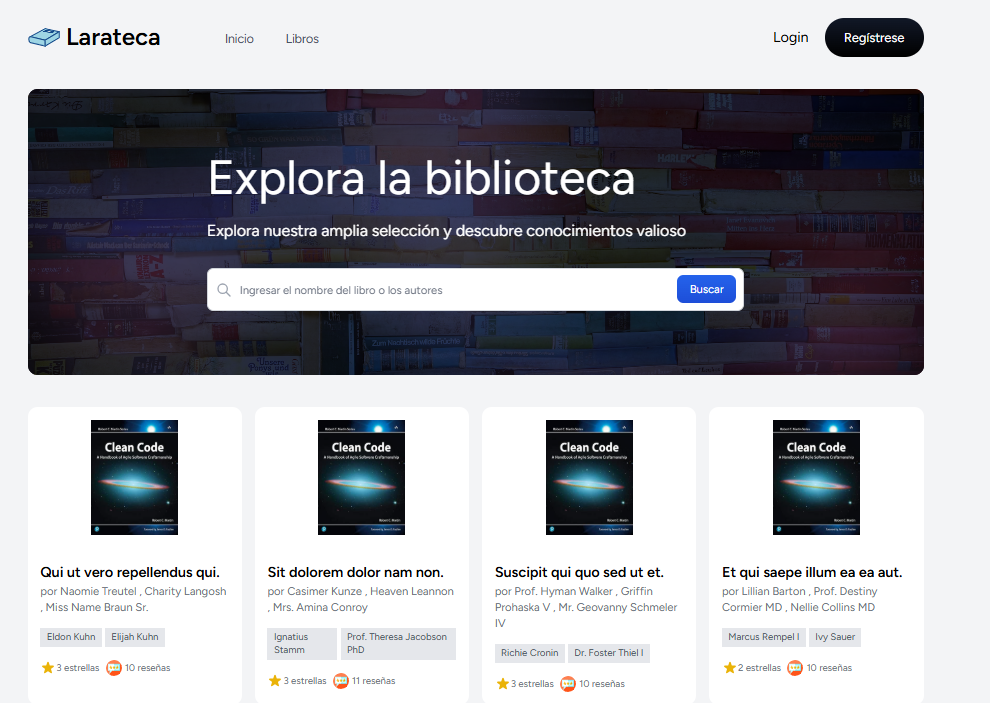 Larateca
Inicio
Libros
Login
Regístrese
Explora la biblioteca
Explora nuestra amplia selección y descubre conocimientos valioso
Ingresar el nombre del libro o los autores
Buscar
Clean Code
A Handbook of Agile Software Craftsmanship
Qui ut vero repellendus qui.
por Naomie Treutel , Charity Langosh
, Miss Name Braun Sr.
Eldon Kuhn
Elijah Kuhn
3 estrellas
10 reseñas
Clean Code
A Handbook of Agile Software Craftsmanship
Sit dolorem dolor nam non.
por Casimer Kunze , Heaven Leannon
, Mrs. Amina Conroy
Ignatius
Stamm
Prof. Theresa Jacobson
PhD
3 estrellas
11 reseñas
Clean Code
A Handbook of Agile Software Craftsmanship
Suscipit qui quo sed ut et.
por Prof. Hyman Walker , Griffin
Prohaska V , Mr. Geovanny Schmeler
IV
Richie Cronin
Dr. Foster Thiel I
3 estrellas
10 reseñas
Clean Code
A Handbook of Agile Software Craftsmanship
Et qui saepe illum ea ea aut.
por Lillian Barton , Prof. Destiny
Cormier MD , Nellie Collins MD
Marcus Rempel I
Ivy Sauer
2 estrellas
10 reseñas